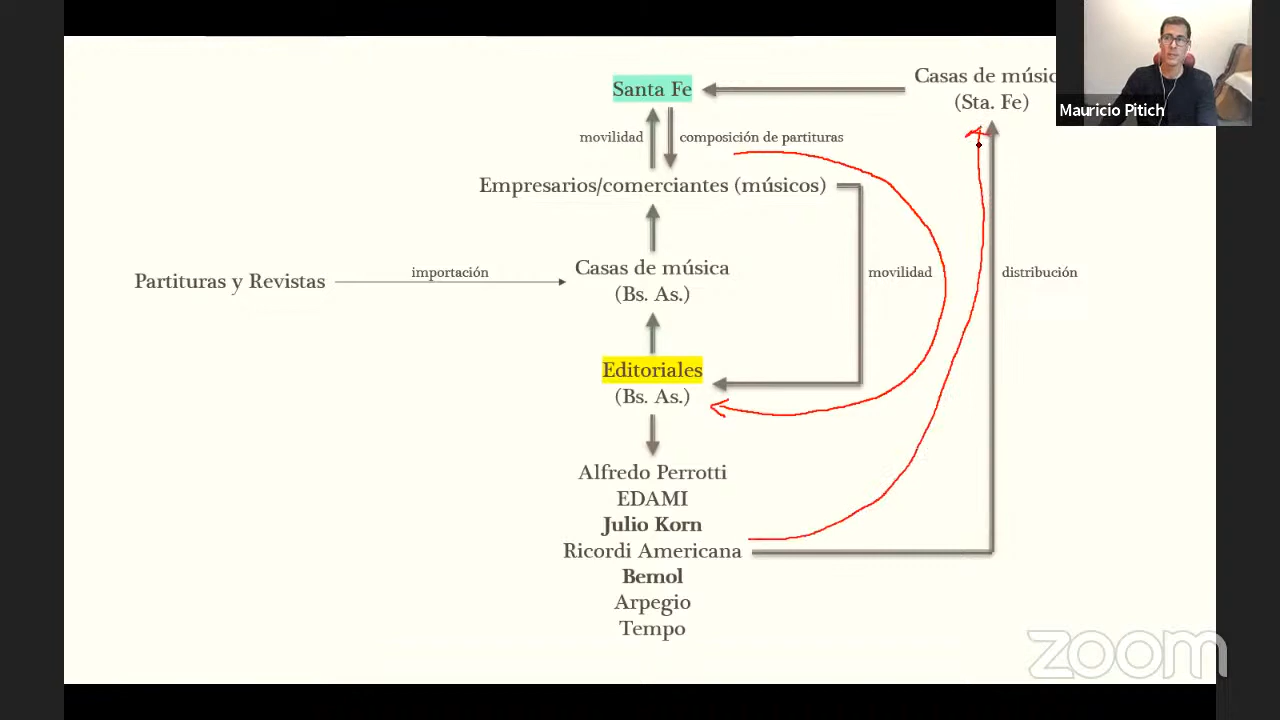 Santa Fe
Casas de músic
(Sta. Fe)
Mauricio Pitich
movilidad
composición de partituras
Empresarios/comerciantes (músicos)
Partituras y Revistas
importación
Casas de música
(Bs. As.)
movilidad
distribución
Editoriales
(Bs. As.)
Alfredo Perrotti
EDAMI
Julio Korn
Ricordi Americana
Bemol
Arpegio
Tempo
zoom